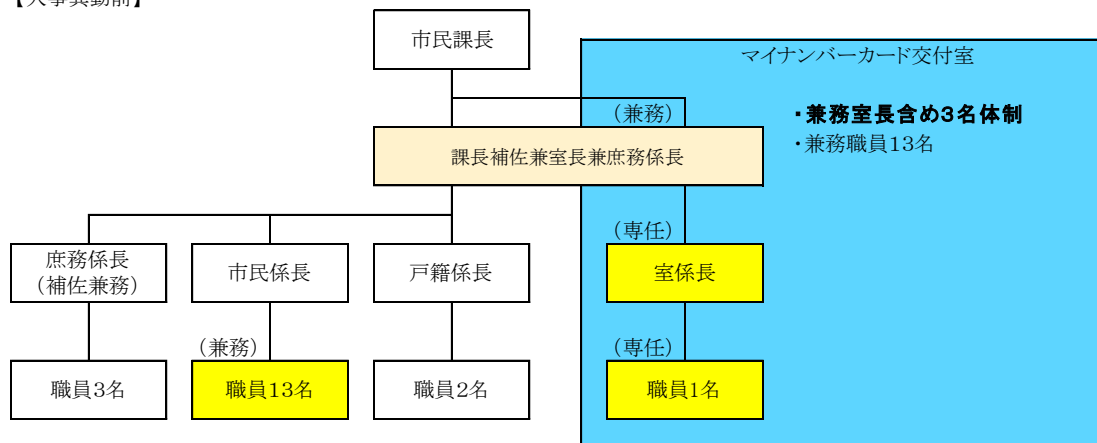 【人事異動前】
市民課長
マイナンバーカード交付室
（兼務）
・兼務室長含め3名体制
・兼務職員13名
課長補佐兼室長兼庶務係長
（専任）
庶務係長
（補佐兼務）
市民係長
戸籍係長
室係長
（兼務）
（専任）
職員3名
職員13名
職員2名
職員1名